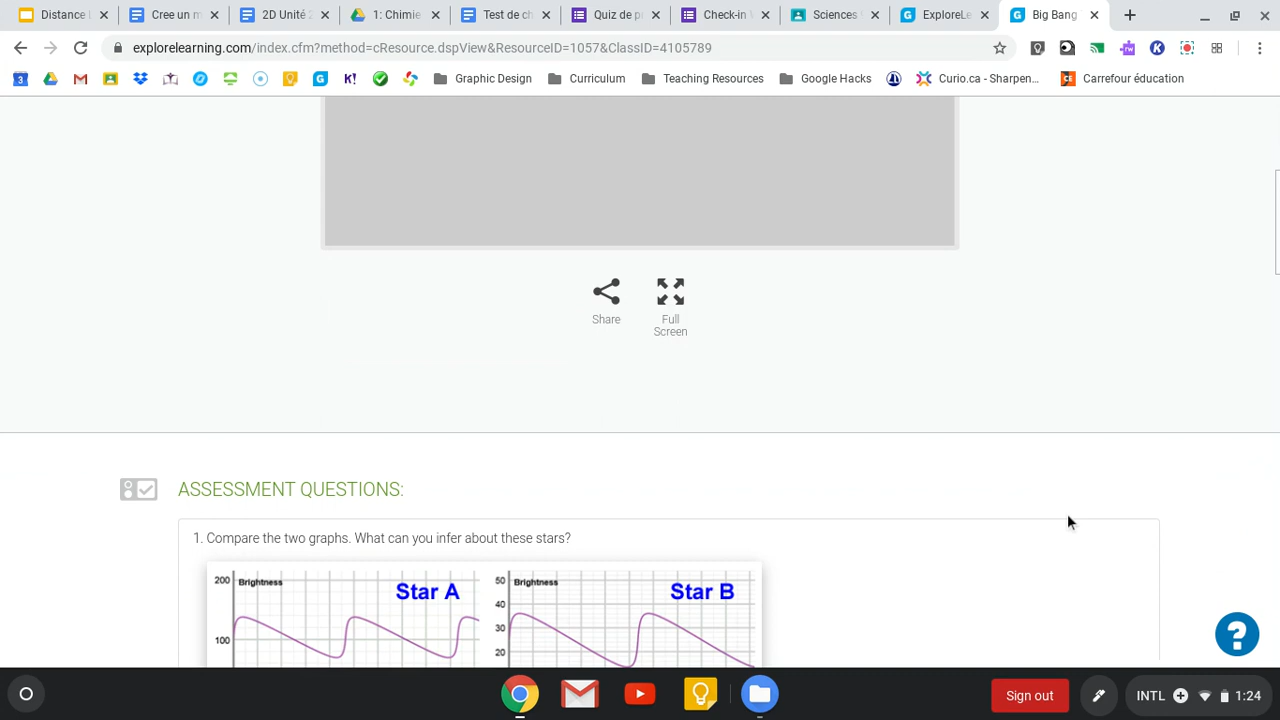 Distance L
Cree un m
2D Unité 2
1: Chimie
Test de ch
Quiz de p
Check-in V
Sciences 9
ExploreLe
Big Bang T
explorelearning.com/index.cfm?method=cResource.dspView&ResourceID=1057&ClassID=4105789
Graphic Design
Curriculum
Teaching Resources
Google Hacks
Curio.ca - Sharpen...
Carrefour éducation
Share
Full
Screen
ASSESSMENT QUESTIONS:
1. Compare the two graphs. What can you infer about these stars?
200 Brightness Star A
100
50 Brightness Star B
40
30
20
Sign out
INTL
1:24